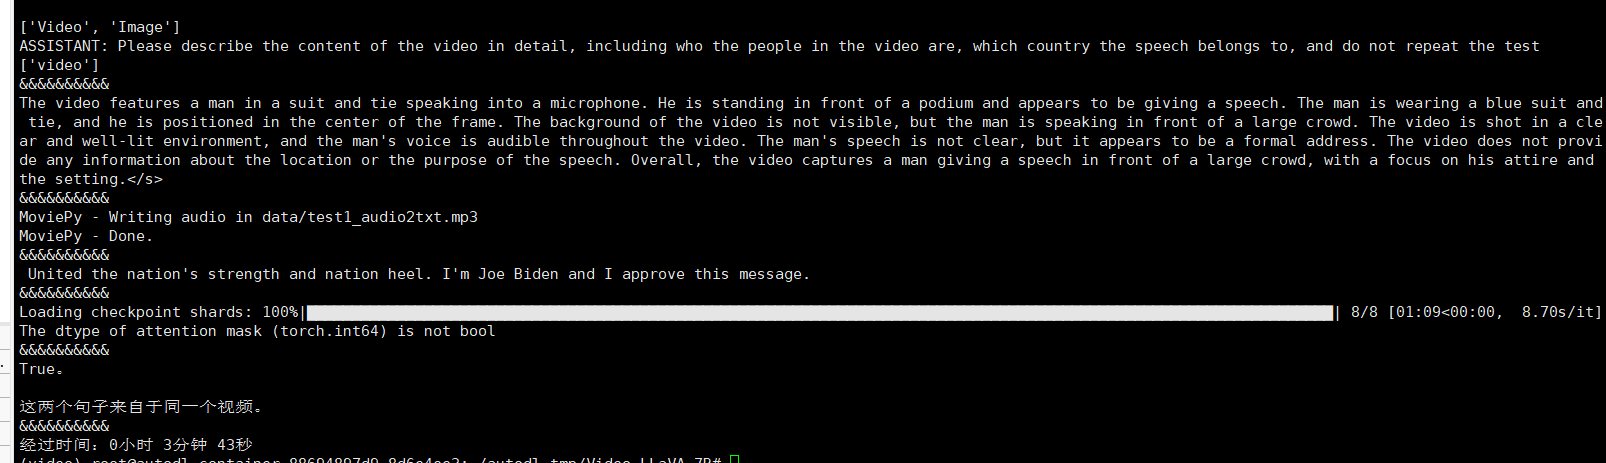 ['Video', 'Image']
ASSISTANT: Please describe the content of the video in detail, including who the people in the video are, which country the speech belongs to, and do not repeat the test
['video']
&&&&&&&&&&
The video features a man in a suit and tie speaking into a microphone. He is standing in front of a podium and appears to be giving a speech. The man is wearing a blue suit and
 tie, and he is positioned in the center of the frame. The background of the video is not visible, but the man is speaking in front of a large crowd. The video is shot in a cle
ar and well-lit environment, and the man's voice is audible throughout the video. The man's speech is not clear, but it appears to be a formal address. The video does not provi
de any information about the location or the purpose of the speech. Overall, the video captures a man giving a speech in front of a large crowd, with a focus on his attire and
the setting.</s>
&&&&&&&&&&
MoviePy - Writing audio in data/test1_audio2txt.mp3
MoviePy - Done.
&&&&&&&&&&
 United the nation's strength and nation heel. I'm Joe Biden and I approve this message.
&&&&&&&&&&
Loading checkpoint shards: 100%| | 8/8 [01:09<00:00,  8.70s/it]
The dtype of attention mask (torch.int64) is not bool
&&&&&&&&&&
True。
这两个句子来自于同一个视频。
&&&&&&&&&&
经过时间: 0小时 3分钟 43秒